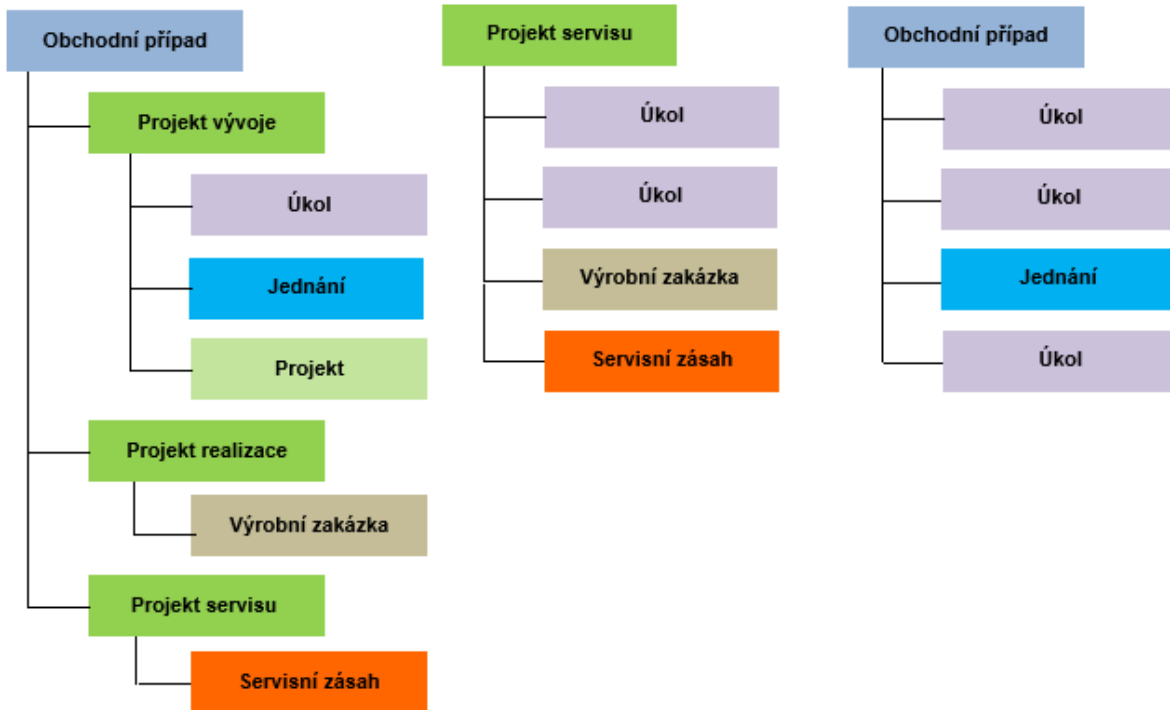 Obchodní případ
Projekt vývoje
Úkol
Jednání
Projekt
Projekt realizace
Výrobní zakázka
Projekt servisu
Servisní zásah
Projekt servisu
Úkol
Úkol
Výrobní zakázka
Servisní zásah
Obchodní případ
Úkol
Úkol
Jednání
Úkol